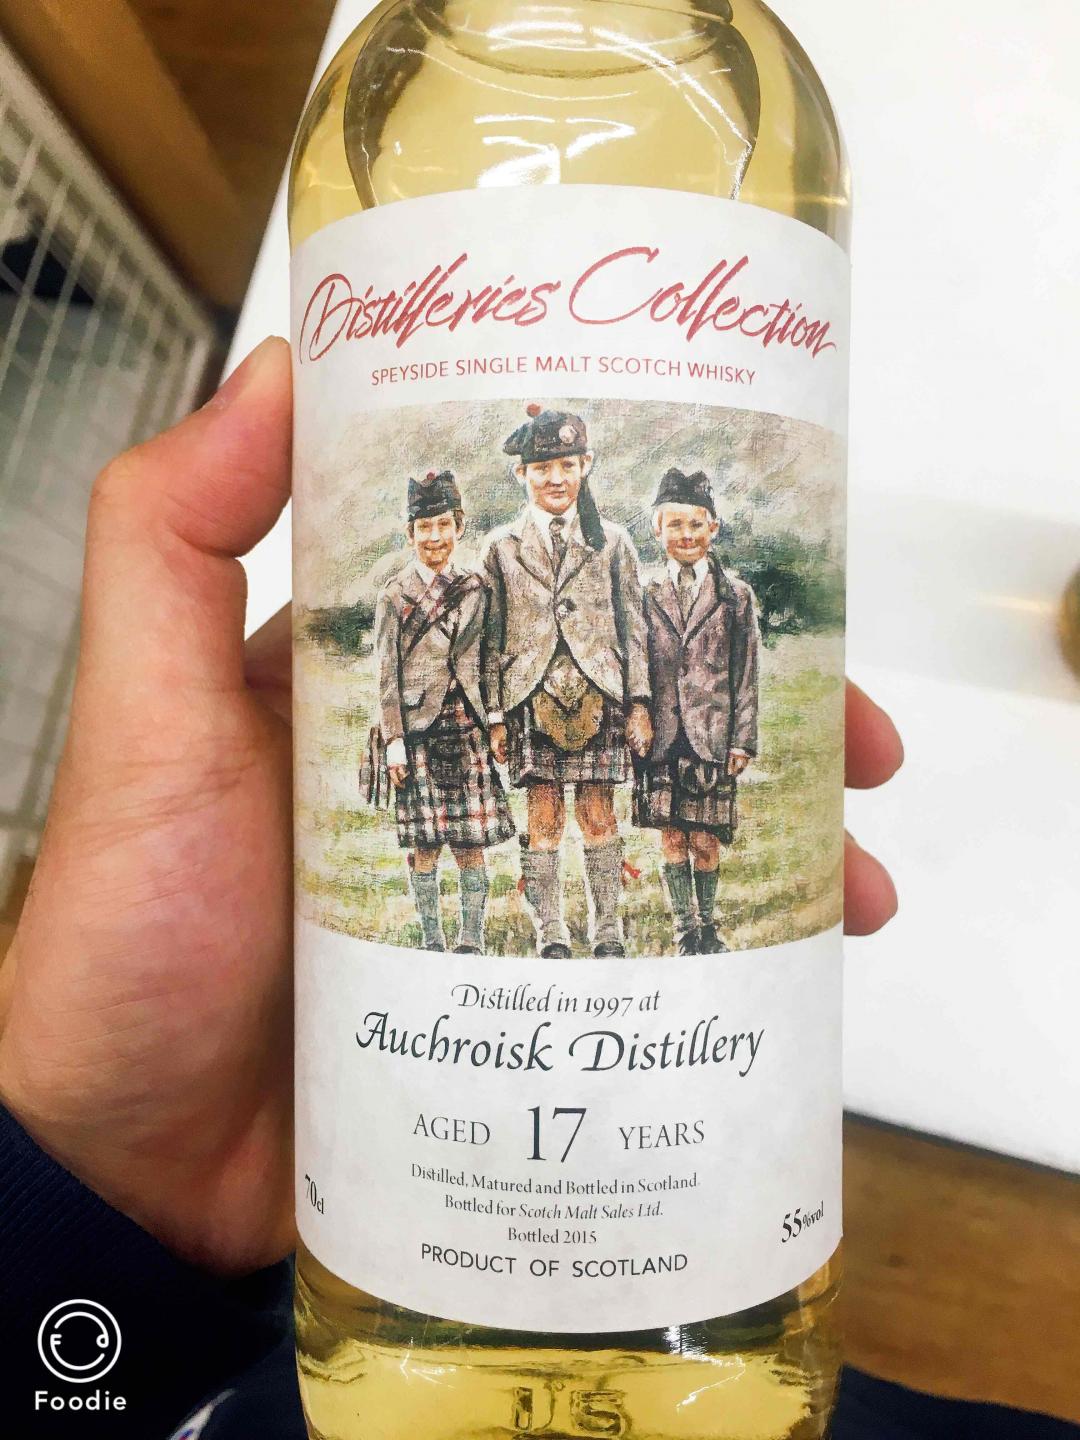 Distilleries Collection
SPEYSIDE SINGLE MALT SCOTCH WHISKY
Distilled in 1997 at
Auchroisk Distillery
AGED 17 YEARS
Distilled, Matured and Bottled in Scotland.
Bottled for Scotch Malt Sales Ltd.
70cl
55%vol
Bottled 2015
PRODUCT OF SCOTLAND
Foodie